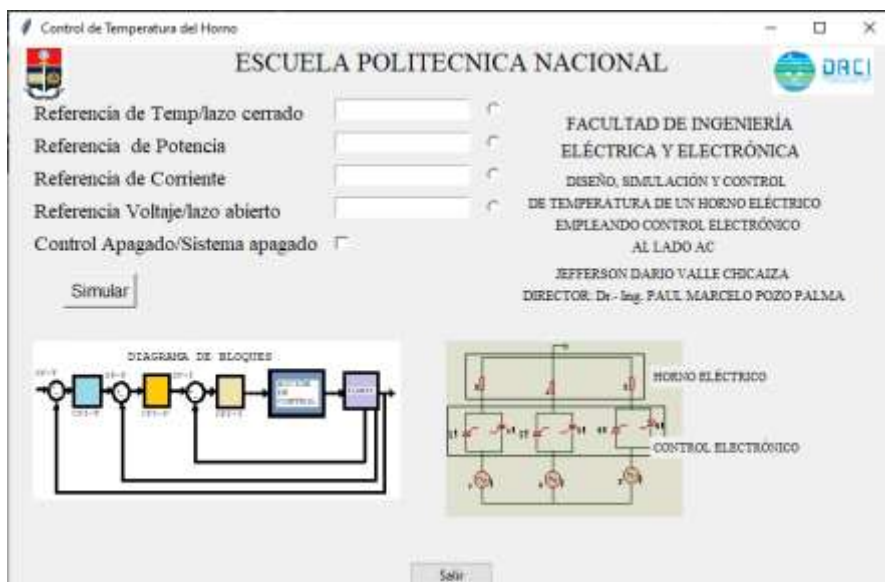 Control de Temperatura del Horno
ESCUELA POLITECNICA NACIONAL
DACI
Referencia de Temp/lazo cerrado
Referencia de Potencia
Referencia de Corriente
Referencia Voltaje/lazo abierto
Control Apagado/Sistema apagado
Simular
FACULTAD DE INGENIERÍA
ELÉCTRICA Y ELECTRÓNICA
DISEÑO, SIMULACIÓN Y CONTROL
DE TEMPERATURA DE UN HORNO ELÉCTRICO
EMPLEANDO CONTROL ELECTRÓNICO
AL LADO AC
JEFFERSON DARIO VALLE CHICAIZA
DIRECTOR: Dr.- Ing. PAUL MARCELO POZO PALMA
DIAGRAMA DE BLOQUES
DE
CONTROL
HORNO ELÉCTRICO
CONTROL ELECTRÓNICO
Salir